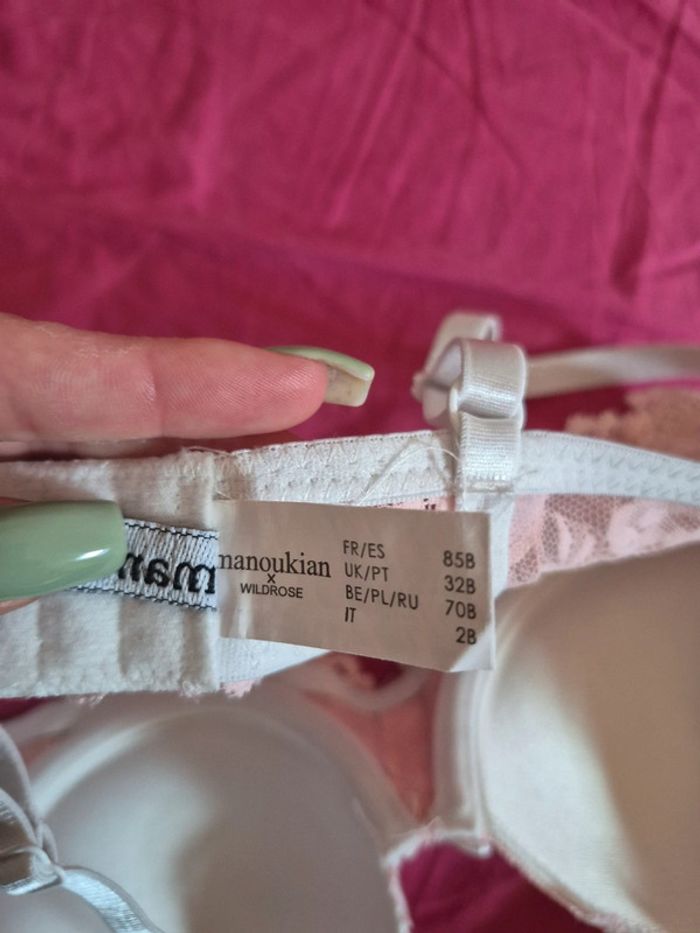 manoukian
x
WILDROSE
FR/ES 85B
UK/PT 32B
BE/PL/RU 70B
IT 2B